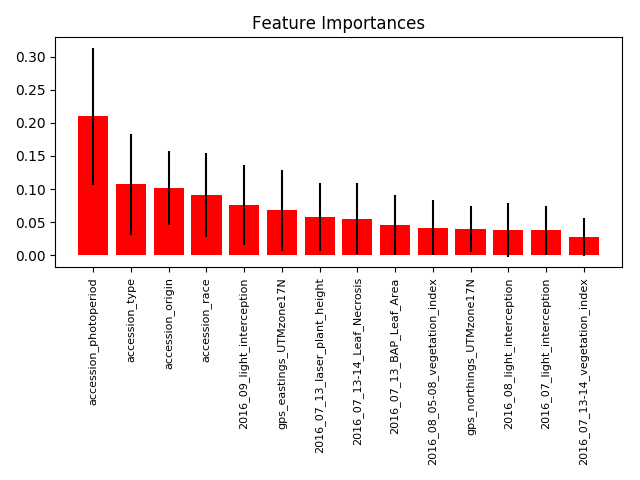 Feature Importances
0.30
0.25
0.20
0.15
0.10
0.05
0.00
accession_photoperiod
accession_type
accession_origin
accession_race
2016_09_light_interception
gps_eastings_UTMzone17N
2016_07_13_laser_plant_height
2016_07_13-14_Leaf_Necrosis
2016_07_13_BAP_Leaf_Area
2016_08_05-08_vegetation_index
gps_northings_UTMzone17N
2016_08_light_interception
2016_07_light_interception
2016_07_13-14_vegetation_index